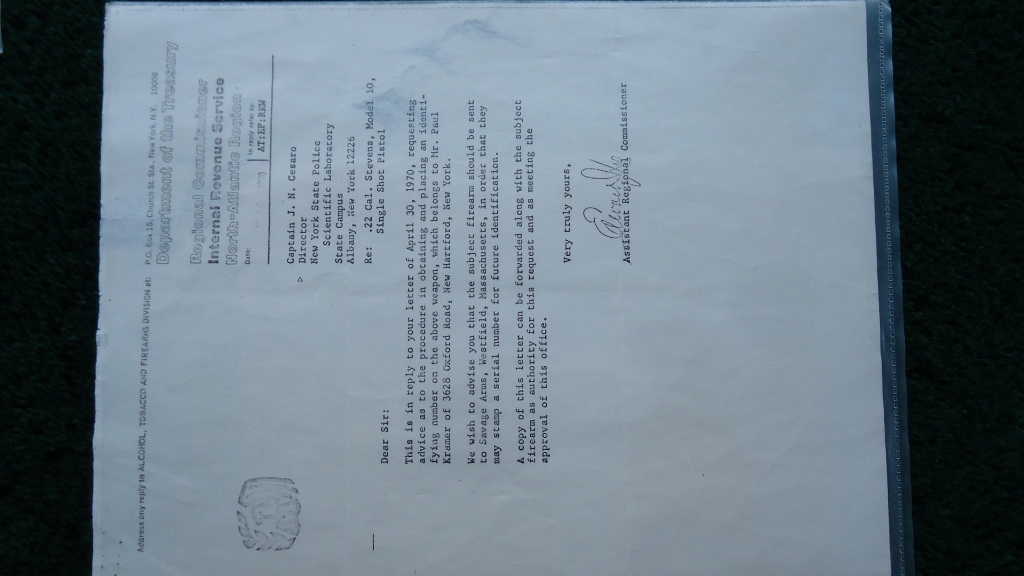 Address any reply to ALCOHOL, TOBACCO AND FIREARMS DIVISION at: P.O. Box 15, Church St. Sta., New York, N.Y. 10008
Department of the Treasury
Regional Commissioner
Internal Revenue Service
North-Atlantic Region
Date: In reply refer to:
AT:EF:REN
Captain J. N. Cesaro
Director
New York State Police
Scientific Laboratory
State Campus
Albany, New York 12226
Re: .22 Cal. Stevens, Model 10,
Single Shot Pistol
Dear Sir:
This is in reply to your letter of April 30, 1970, requesting
advice as to the procedure in obtaining and placing an identi-
fying number on the above weapon, which belongs to Mr. Paul
Kramer of 3628 Oxford Road, New Hartford, New York.
We wish to advise you that the subject firearm should be sent
to Savage Arms, Westfield, Massachusetts, in order that they
may stamp a serial number for future identification.
A copy of this letter can be forwarded along with the subject
firearm as authority for this request and as meeting the
approval of this office.
Very truly yours,
Assistant Regional Commissioner